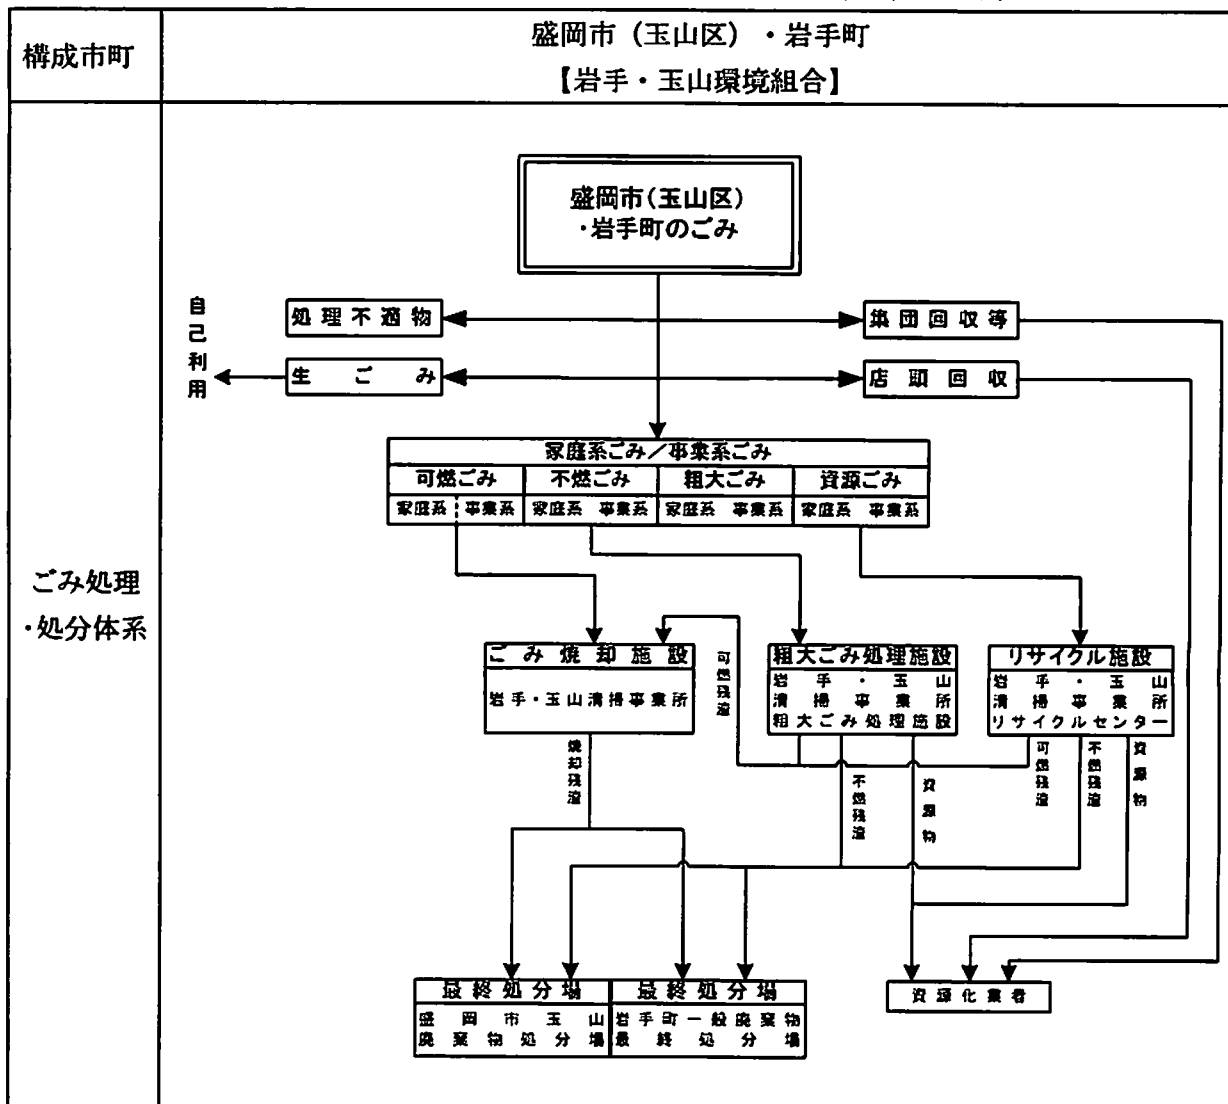 構成市町
盛岡市（玉山区）・岩手町
【岩手・玉山環境組合】
ごみ処理
・処分体系
盛岡市(玉山区)
・岩手町のごみ
自己利用
処理不適物
集団回収等
生ごみ
店頭回収
家庭系ごみ／事業系ごみ
可燃ごみ 不燃ごみ 粗大ごみ 資源ごみ
家庭系 事業系 家庭系 事業系 家庭系 事業系 家庭系 事業系
ごみ焼却施設
岩手・玉山清掃事業所
可燃残渣
粗大ごみ処理施設
岩手・玉山
清掃事業所
粗大ごみ処理施設
リサイクル施設
岩手・玉山
清掃事業所
リサイクルセンター
焼却残渣
不燃残渣
資源物
可燃残渣
不燃残渣
資源物
最終処分場
盛岡市玉山
廃棄物処分場
最終処分場
岩手町一般廃棄物
最終処分場
資源化業者